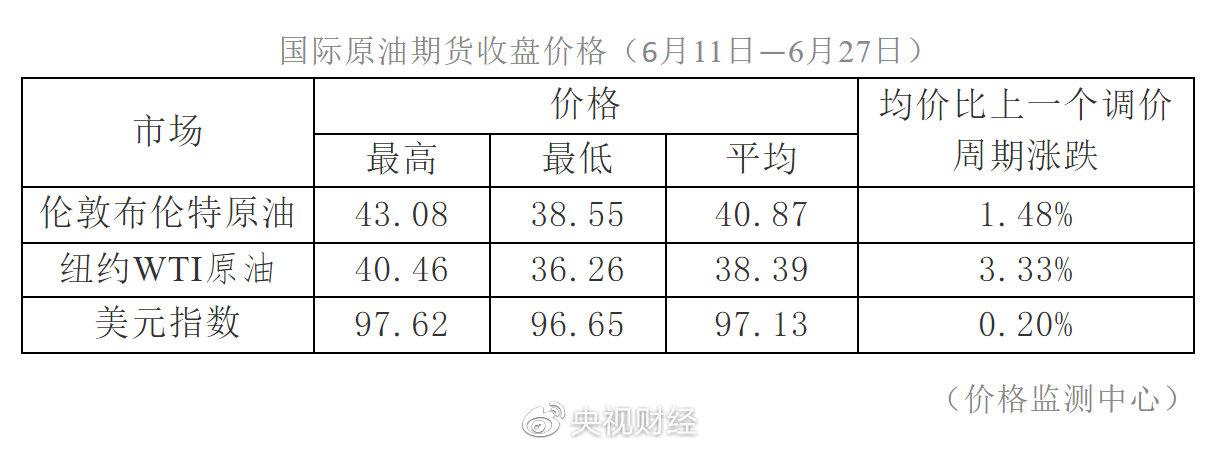 国际原油期货收盘价格（6月11日—6月27日）
市场 价格 均价比上一个调价周期涨跌
最高 最低 平均
伦敦布伦特原油 43.08 38.55 40.87 1.48%
纽约WTI原油 40.46 36.26 38.39 3.33%
美元指数 97.62 96.65 97.13 0.20%
（价格监测中心）
央视财经